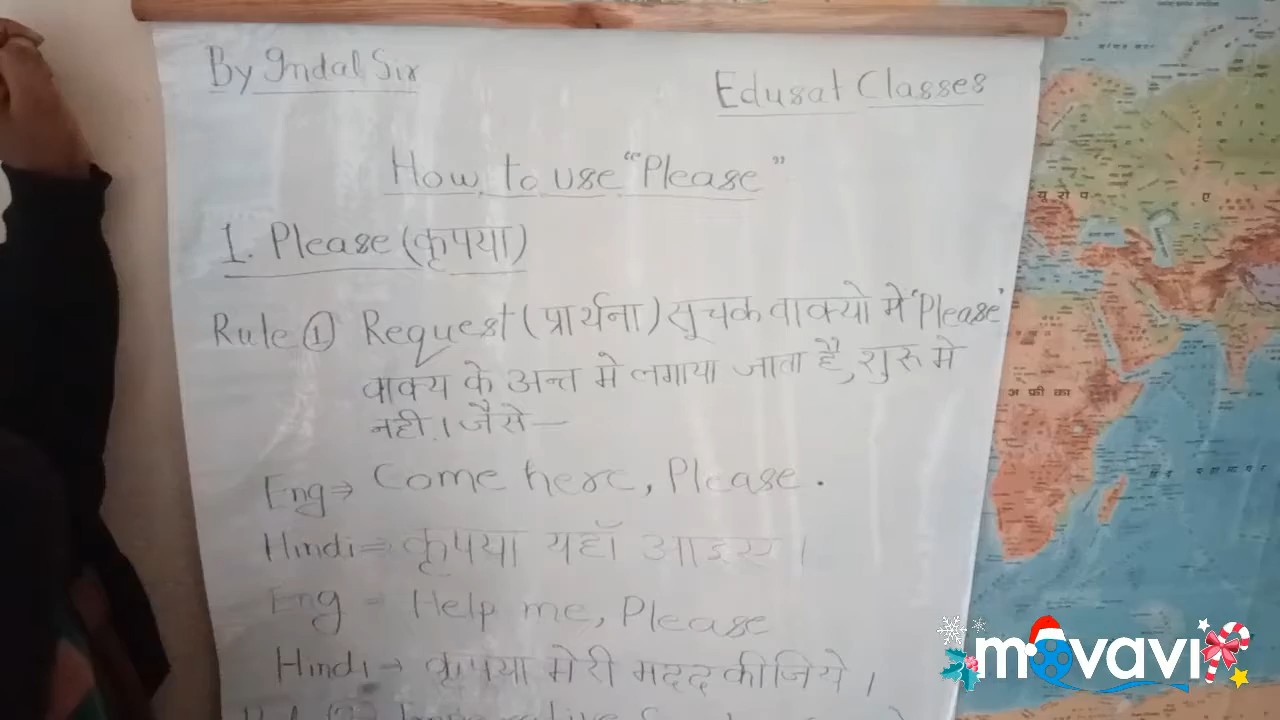 By Indal Sir
Edusat Classes
How to use "Please"
1. Please (कृपया)
Rule ① Request (प्रार्थना) सूचक वाक्यो मे "Please"
वाक्य के अन्त मे लगाया जाता है, शुरु मे
नही। जैसे—
Eng ⇒ Come here, Please.
Hindi ⇒ कृपया यहाँ आइए।
Eng - Help me, Please
Hindi → कृपया मेरी मदद कीजिये।
यू रो प
ए
अ फ्री का
movavi